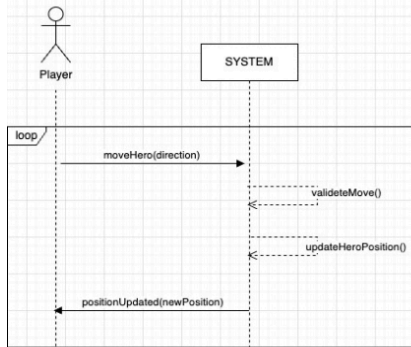 Player
SYSTEM
loop
moveHero(direction)
valideteMove()
updateHeroPosition()
positionUpdated(newPosition)